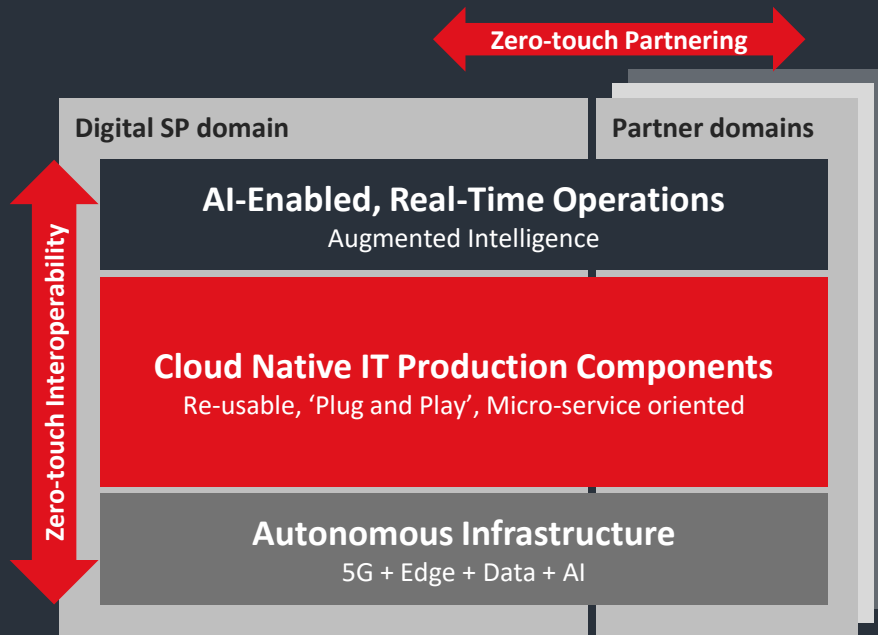 Zero-touch Partnering
Digital SP domain
Partner domains
Zero-touch Interoperability
AI-Enabled, Real-Time Operations
Augmented Intelligence
Cloud Native IT Production Components
Re-usable, ‘Plug and Play’, Micro-service oriented
Autonomous Infrastructure
5G + Edge + Data + AI